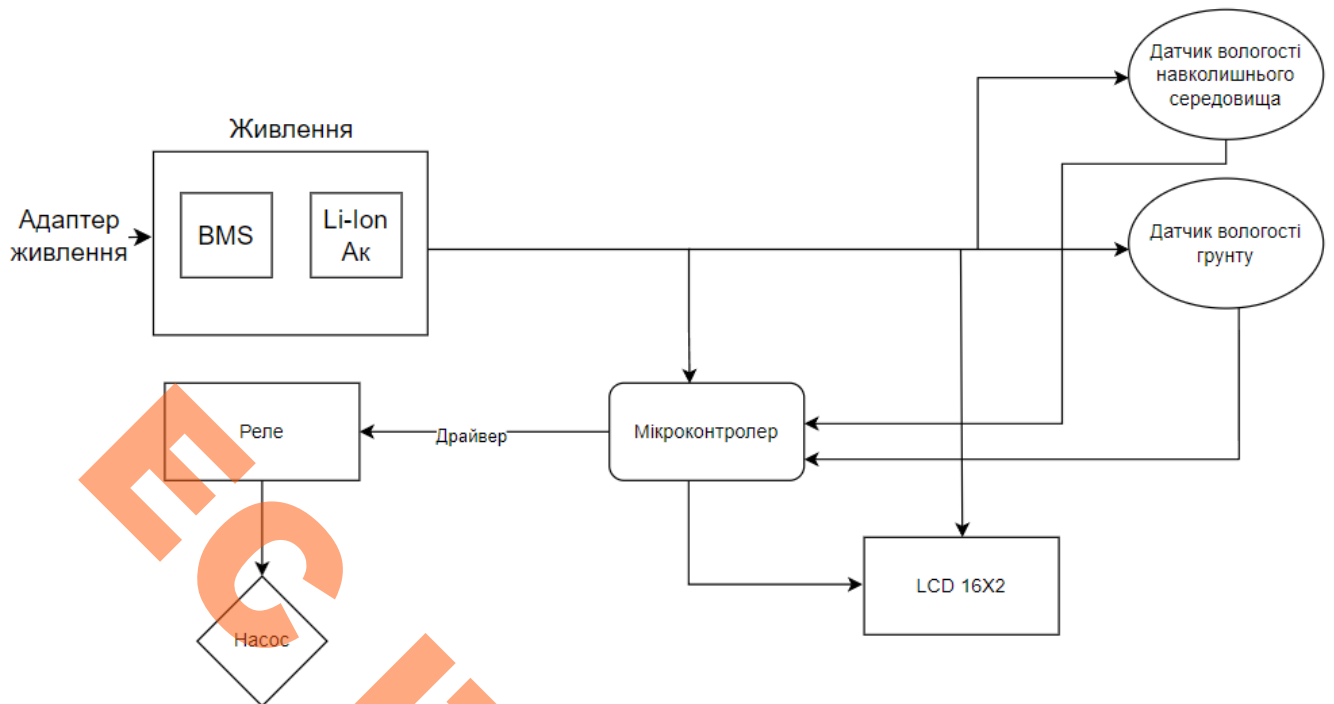 Датчик вологості
навколишнього
середовища
Живлення
Адаптер
живлення
BMS
Li-Ion
Ак
Датчик вологості
грунту
Реле
Драйвер
Мікроконтролер
LCD 16X2
Насос